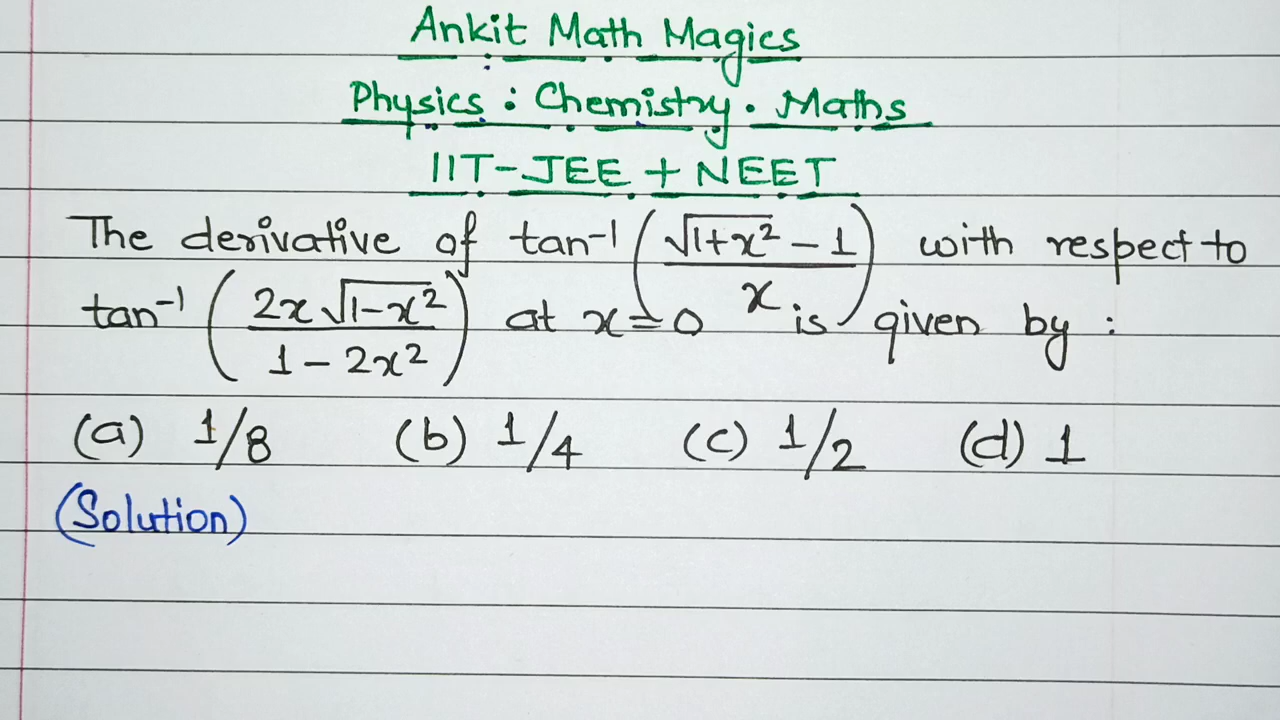 Ankit Math Magics
Physics : Chemistry . Maths
IIT-JEE + NEET
The derivative of tan⁻¹ ( (√(1+x²) - 1) / x ) with respect to
tan⁻¹ ( (2x √(1-x²)) / (1 - 2x²) ) at x=0 is given by :
(a) 1/8 (b) 1/4 (c) 1/2 (d) 1
(Solution)